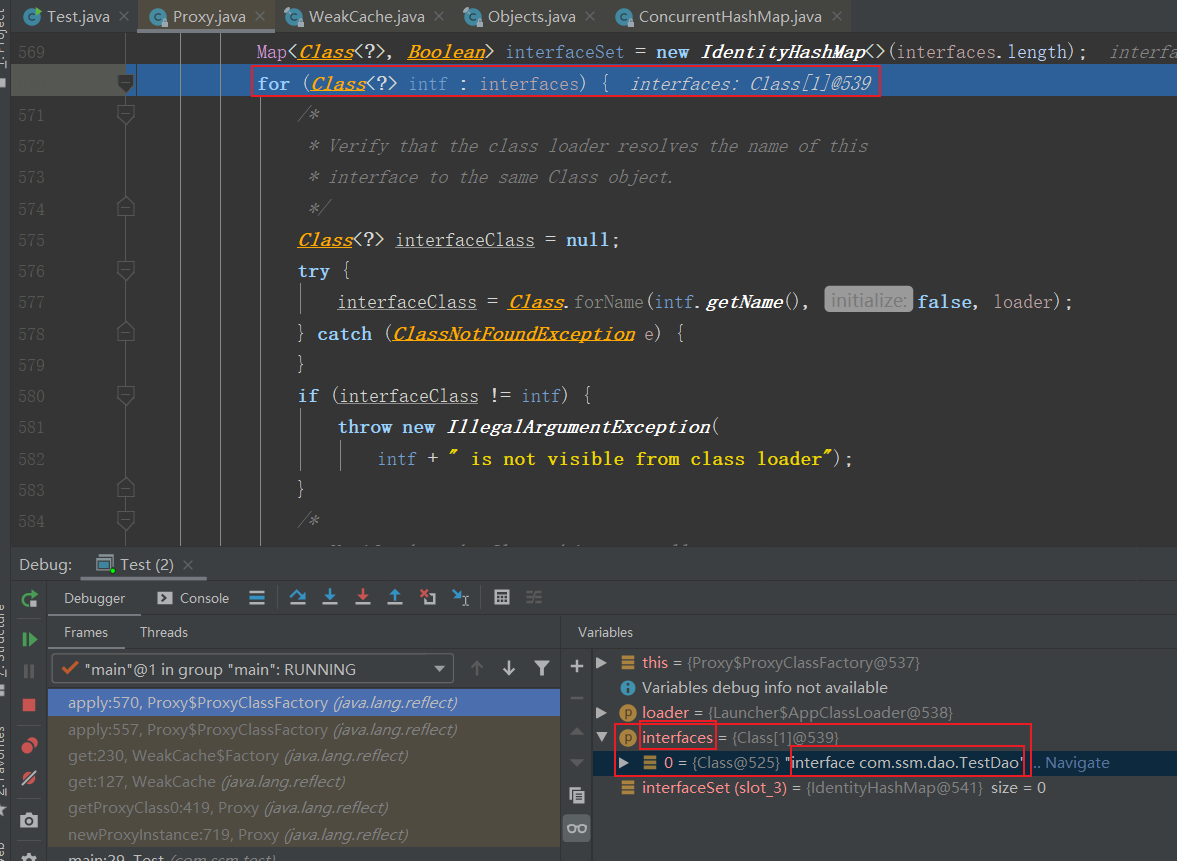 Test.java × Proxy.java × WeakCache.java × Objects.java × ConcurrentHashMap.java ×
569 Map<Class<?>, Boolean> interfaceSet = new IdentityHashMap<>(interfaces.length); interfa
for (Class<?> intf : interfaces) { interfaces: Class[1]@539
571 /*
572 * Verify that the class loader resolves the name of this
573 * interface to the same Class object.
574 */
575 Class<?> interfaceClass = null;
576 try {
577 interfaceClass = Class.forName(intf.getName(), initialize: false, loader);
578 } catch (ClassNotFoundException e) {
579 }
580 if (interfaceClass != intf) {
581 throw new IllegalArgumentException(
582 intf + " is not visible from class loader");
583 }
584 /*
Debug: Test (2) ×
Debugger Console
Frames Threads
"main"@1 in group "main": RUNNING
apply:570, Proxy$ProxyClassFactory (java.lang.reflect)
apply:557, Proxy$ProxyClassFactory (java.lang.reflect)
get:230, WeakCache$Factory (java.lang.reflect)
get:127, WeakCache (java.lang.reflect)
getProxyClass0:419, Proxy (java.lang.reflect)
newProxyInstance:719, Proxy (java.lang.reflect)
main:29, Test (com.ssm.test)
Variables
this = {Proxy$ProxyClassFactory@537}
Variables debug info not available
loader = {Launcher$AppClassLoader@538}
interfaces = {Class[1]@539}
0 = {Class@525} "interface com.ssm.dao.TestDao" ... Navigate
interfaceSet (slot_3) = {IdentityHashMap@541} size = 0